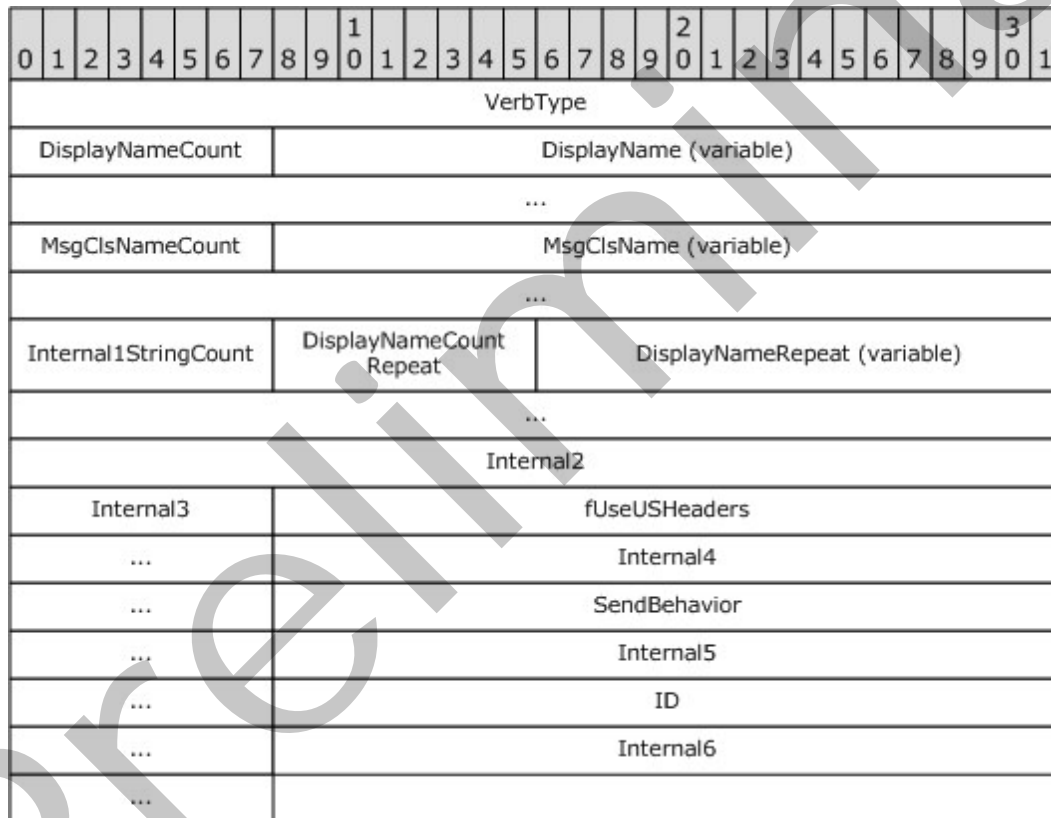 1 2 3
0 1 2 3 4 5 6 7 8 9 0 1 2 3 4 5 6 7 8 9 0 1 2 3 4 5 6 7 8 9 0 1
VerbType
DisplayNameCount DisplayName (variable)
...
MsgClsNameCount MsgClsName (variable)
...
Internal1StringCount DisplayNameCount DisplayNameRepeat (variable)
Repeat
...
Internal2
Internal3 fUseUSHeaders
... Internal4
... SendBehavior
... Internal5
... ID
... Internal6
...
Prelimin